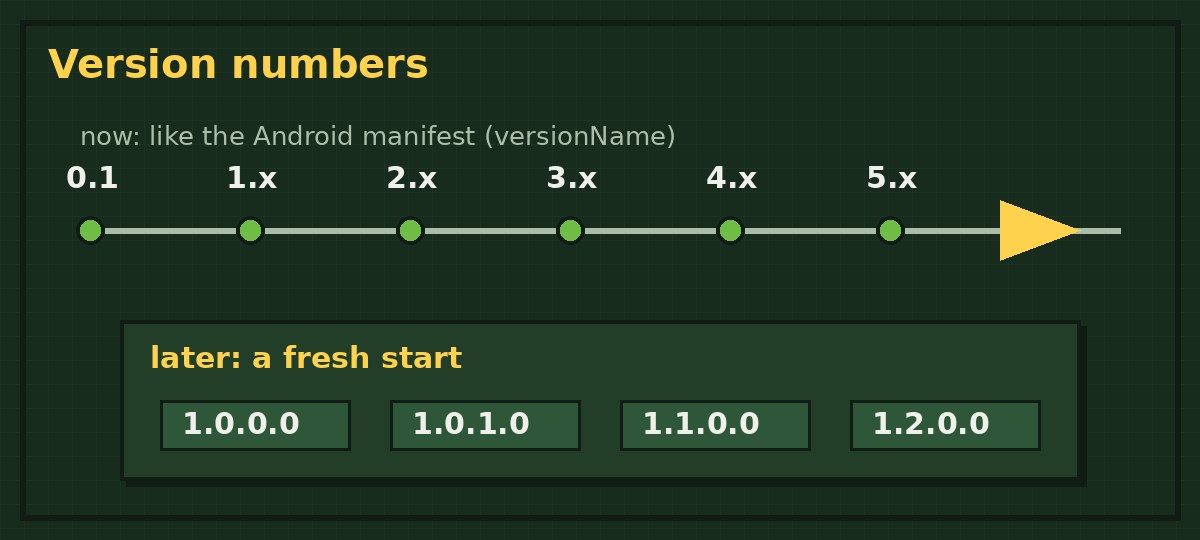 Version numbers
now: like the Android manifest (versionName)
0.1 1.x 2.x 3.x 4.x 5.x
later: a fresh start
1.0.0.0 1.0.1.0 1.1.0.0 1.2.0.0